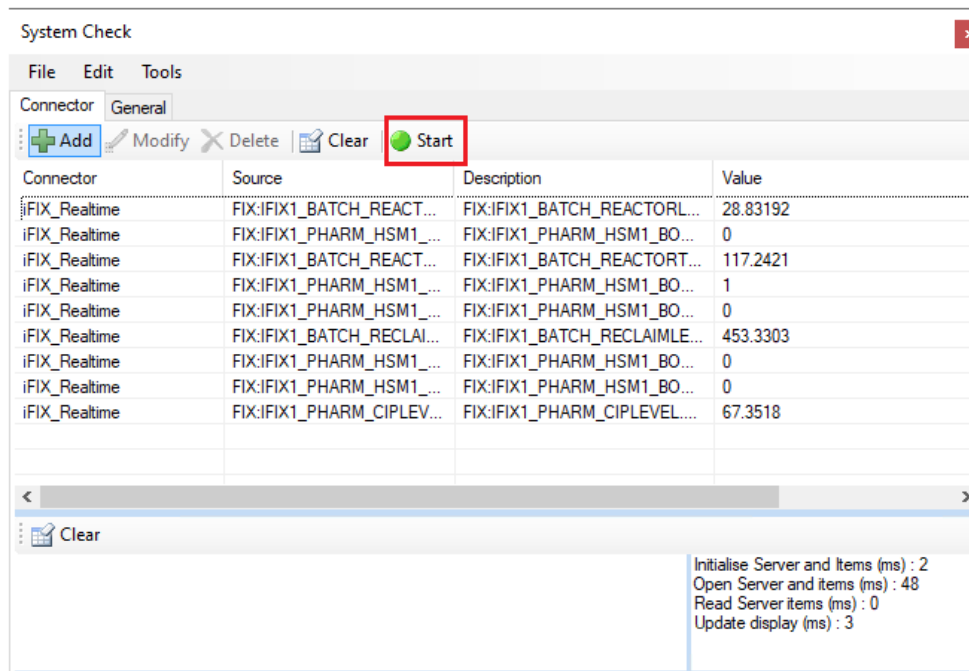 System Check
File Edit Tools
Connector General
Add Modify Delete Clear Start
Connector Source Description Value
iFIX_Realtime FIX:IFIX1_BATCH_REACT... FIX:IFIX1_BATCH_REACTORL... 28.83192
iFIX_Realtime FIX:IFIX1_PHARM_HSM1_... FIX:IFIX1_PHARM_HSM1_BO... 0
iFIX_Realtime FIX:IFIX1_BATCH_REACT... FIX:IFIX1_BATCH_REACTORT... 117.2421
iFIX_Realtime FIX:IFIX1_PHARM_HSM1_... FIX:IFIX1_PHARM_HSM1_BO... 1
iFIX_Realtime FIX:IFIX1_PHARM_HSM1_... FIX:IFIX1_PHARM_HSM1_BO... 0
iFIX_Realtime FIX:IFIX1_BATCH_RECLAI... FIX:IFIX1_BATCH_RECLAIMLE... 453.3303
iFIX_Realtime FIX:IFIX1_PHARM_HSM1_... FIX:IFIX1_PHARM_HSM1_BO... 0
iFIX_Realtime FIX:IFIX1_PHARM_HSM1_... FIX:IFIX1_PHARM_HSM1_BO... 0
iFIX_Realtime FIX:IFIX1_PHARM_CIPLEV... FIX:IFIX1_PHARM_CIPLEVEL.... 67.3518
Clear
Initialise Server and Items (ms) : 2
Open Server and items (ms) : 48
Read Server items (ms) : 0
Update display (ms) : 3